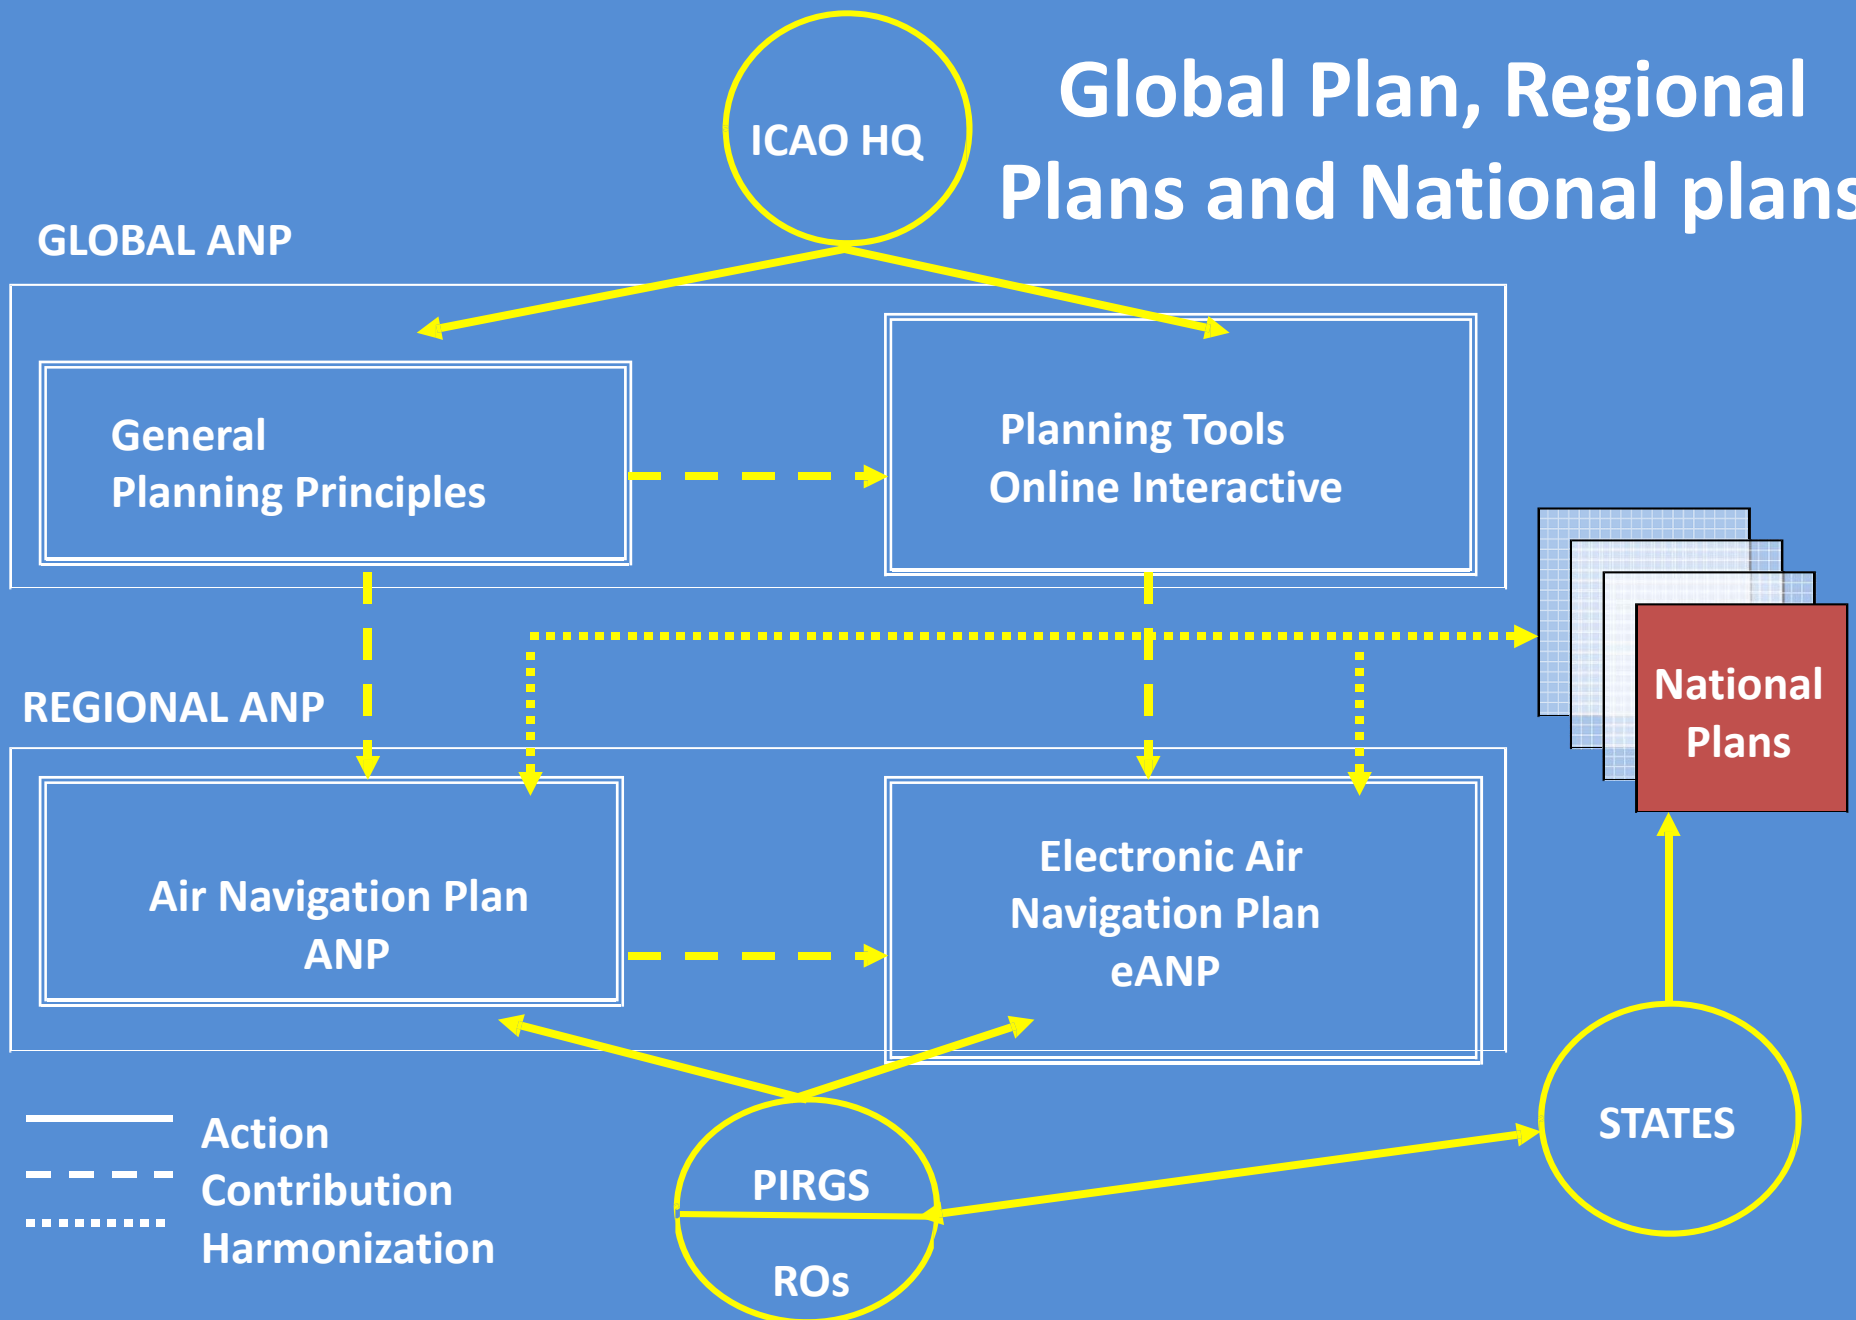 Global Plan, Regional
Plans and National plans
ICAO HQ
GLOBAL ANP
General
Planning Principles
Planning Tools
Online Interactive
National
Plans
REGIONAL ANP
Air Navigation Plan
ANP
Electronic Air
Navigation Plan
eANP
Action
Contribution
Harmonization
PIRGS
ROs
STATES